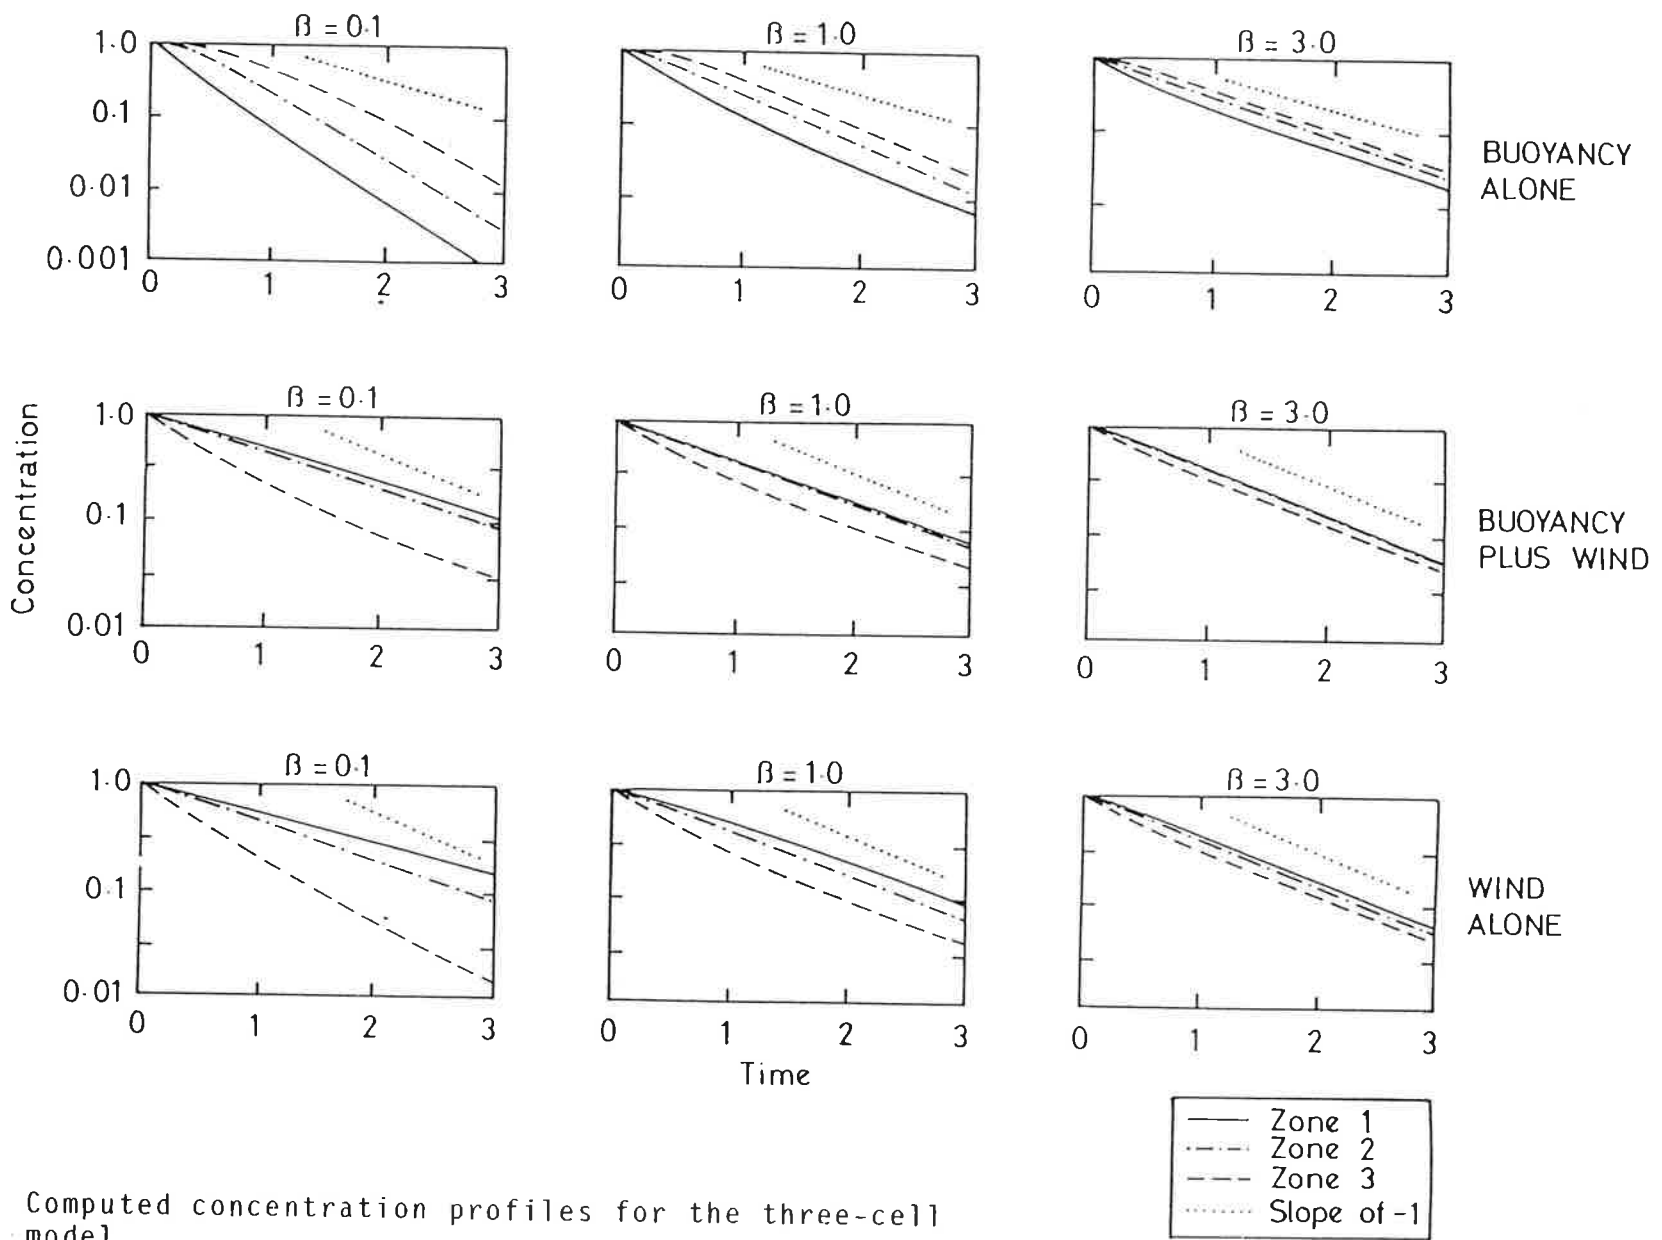 ß = 0·1
ß = 1·0
ß = 3·0
1·0
0·1
0·01
0·001
0 1 2 3
0 1 2 3
0 1 2 3
BUOYANCY
ALONE
Concentration
ß = 0·1
ß = 1·0
ß = 3·0
1·0
0·1
0·01
0 1 2 3
0 1 2 3
0 1 2 3
BUOYANCY
PLUS WIND
ß = 0·1
ß = 1·0
ß = 3·0
1·0
0·1
0·01
0 1 2 3
0 1 2 3
0 1 2 3
WIND
ALONE
Time
Zone 1
Zone 2
Zone 3
Slope of -1
Computed concentration profiles for the three-cell
model